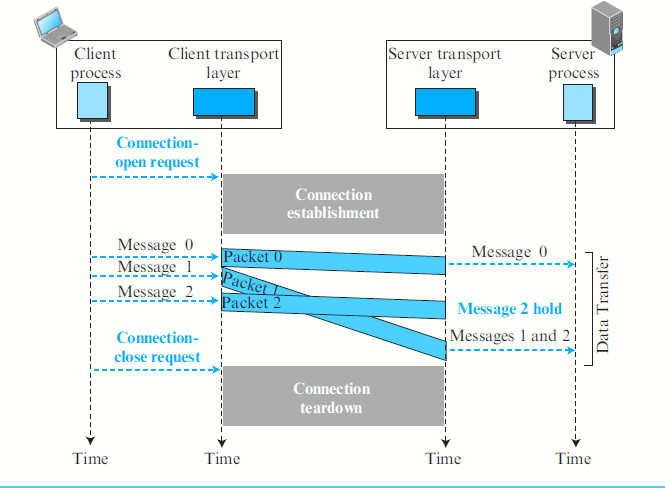 Client
process
Client transport
layer
Server transport
layer
Server
process
Connection-
open request
Connection
establishment
Message 0
Packet 0
Message 0
Message 1
Packet 1
Message 2
Packet 2
Message 2 hold
Data Transfer
Connection-
close request
Messages 1 and 2
Connection
teardown
Time
Time
Time
Time